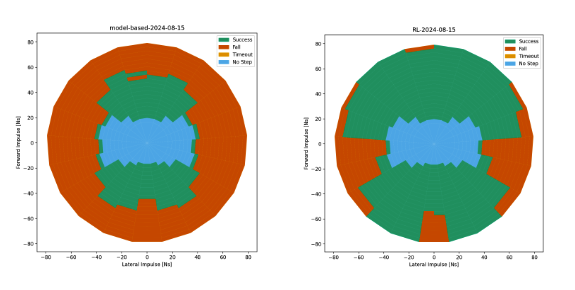 model-based-2024-08-15
Success
Fall
Timeout
No Step
Forward Impulse [Ns]
80
60
40
20
0
−20
−40
−60
−80
−80 −60 −40 −20 0 20 40 60 80
Lateral Impulse [Ns]
RL-2024-08-15
Success
Fall
Timeout
No Step
Forward Impulse [Ns]
80
60
40
20
0
−20
−40
−60
−80
−80 −60 −40 −20 0 20 40 60 80
Lateral Impulse [Ns]